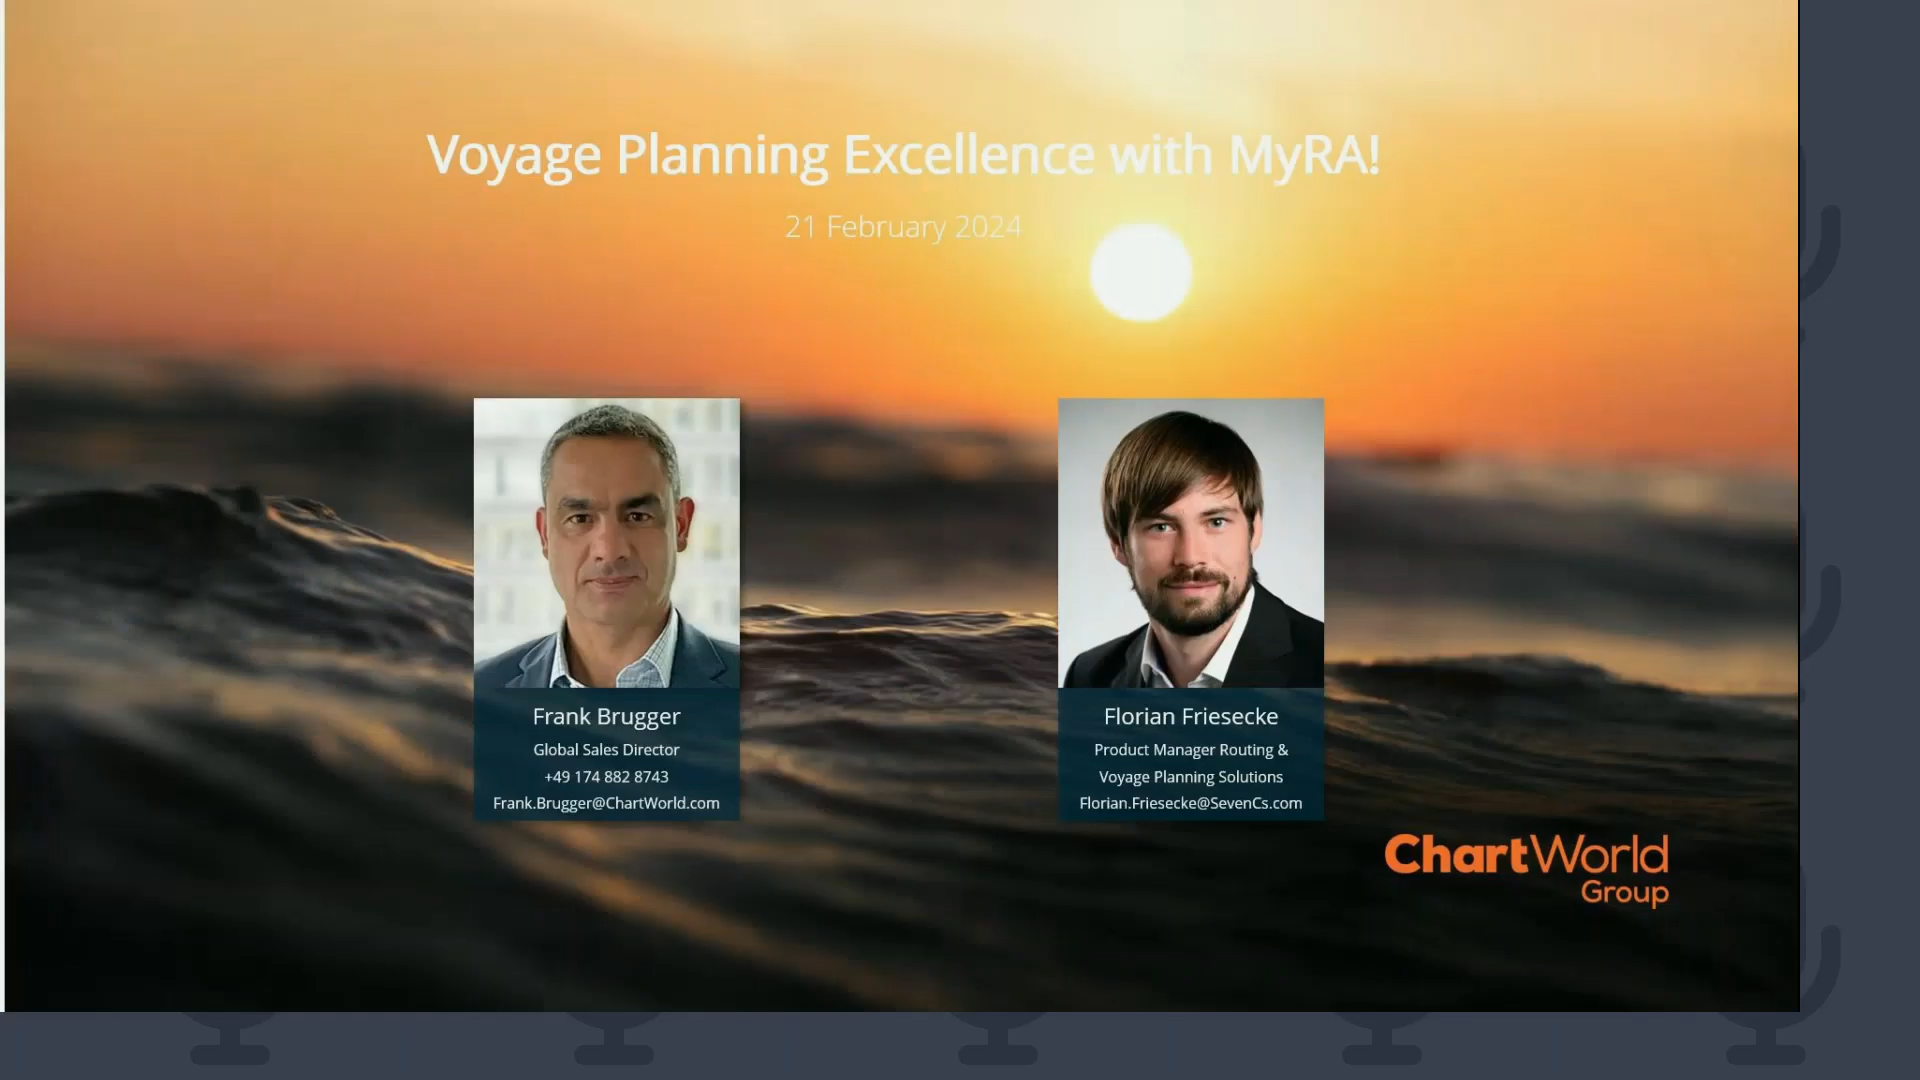 Voyage Planning Excellence with MyRA!
21 February 2024
Frank Brugger
Global Sales Director
+49 174 882 8743
Frank.Brugger@ChartWorld.com
Florian Friesecke
Product Manager Routing &
Voyage Planning Solutions
Florian.Friesecke@SevenCs.com
ChartWorld
Group